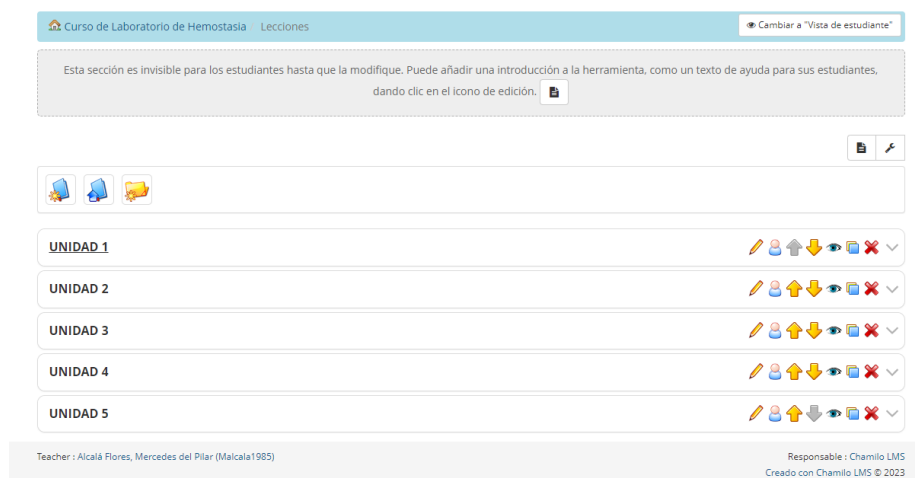 Curso de Laboratorio de Hemostasia / Lecciones
Cambiar a "Vista de estudiante"
Esta sección es invisible para los estudiantes hasta que la modifique. Puede añadir una introducción a la herramienta, como un texto de ayuda para sus estudiantes,
dando clic en el icono de edición.
UNIDAD 1
UNIDAD 2
UNIDAD 3
UNIDAD 4
UNIDAD 5
Teacher : Alcalá Flores, Mercedes del Pilar (Malcala1985)
Responsable : Chamilo LMS
Creado con Chamilo LMS © 2023